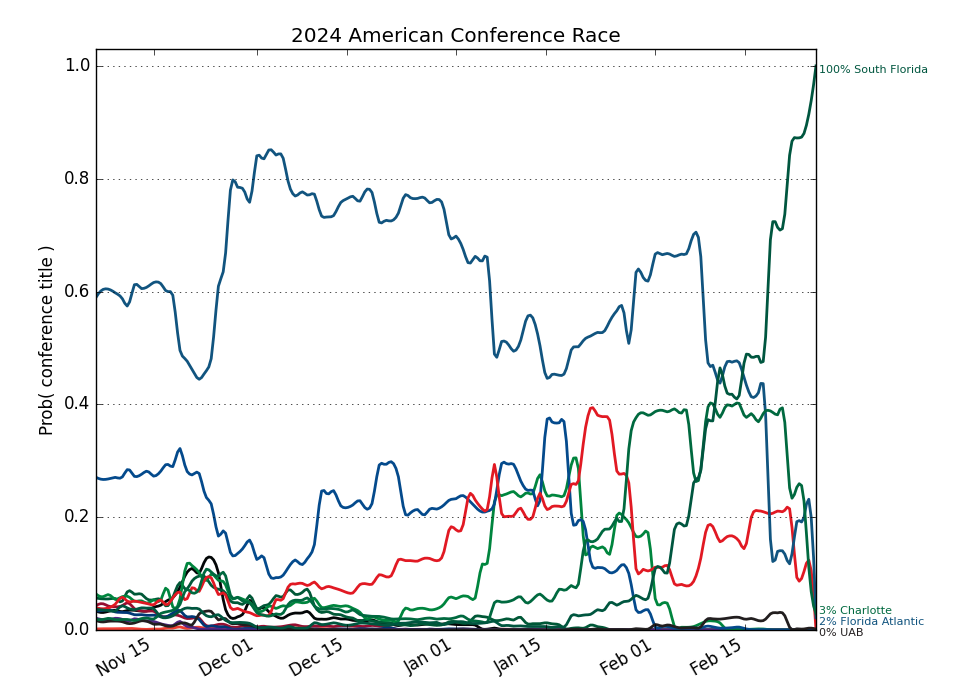 2024 American Conference Race
Prob( conference title )
1.0
0.8
0.6
0.4
0.2
0.0
Nov 15
Dec 01
Dec 15
Jan 01
Jan 15
Feb 01
Feb 15
100% South Florida
3% Charlotte
2% Florida Atlantic
0% UAB